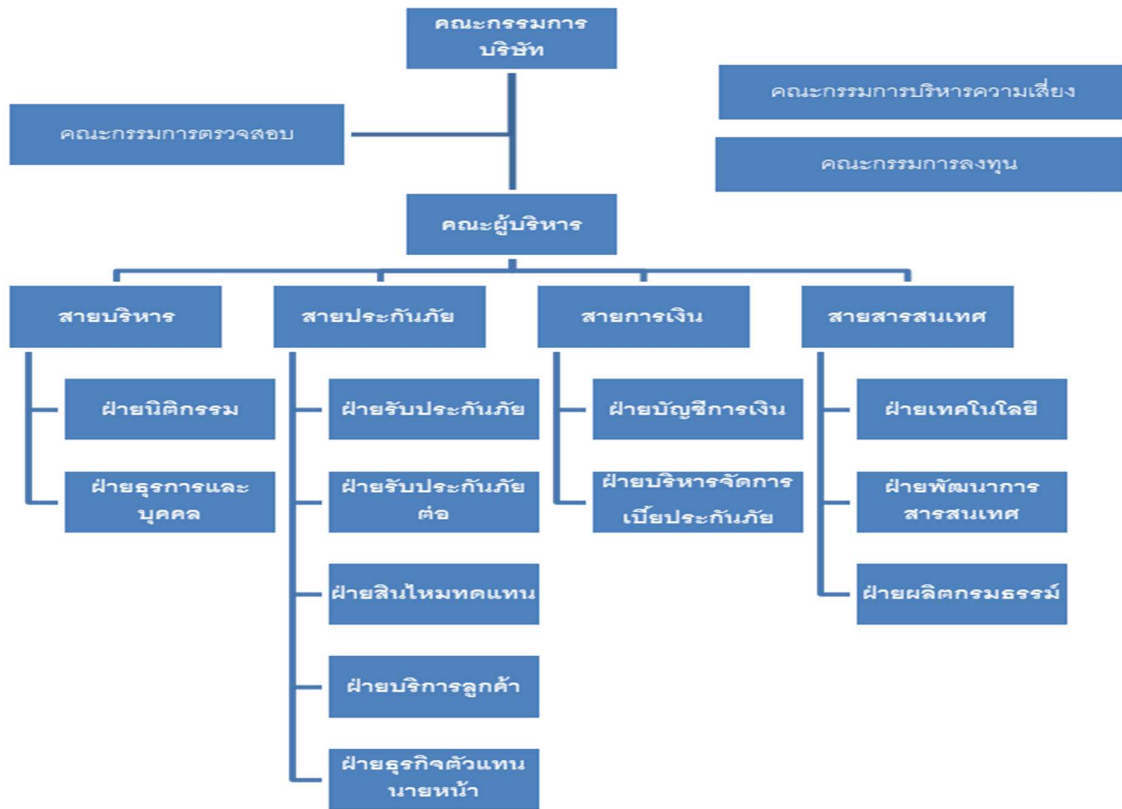 คณะกรรมการ
บริษัท
คณะกรรมการบริหารความเสี่ยง
คณะกรรมการตรวจสอบ
คณะกรรมการลงทุน
คณะผู้บริหาร
สายบริหาร
สายประกันภัย
สายการเงิน
สายสารสนเทศ
ฝ่ายนิติกรรม
ฝ่ายรับประกันภัย
ฝ่ายบัญชีการเงิน
ฝ่ายเทคโนโลยี
ฝ่ายธุรการและ
บุคคล
ฝ่ายรับประกันภัย
ต่อ
ฝ่ายบริหารจัดการ
เบี้ยประกันภัย
ฝ่ายพัฒนาการ
สารสนเทศ
ฝ่ายสินไหมทดแทน
ฝ่ายผลิตกรมธรรม์
ฝ่ายบริการลูกค้า
ฝ่ายธุรกิจตัวแทน
นายหน้า